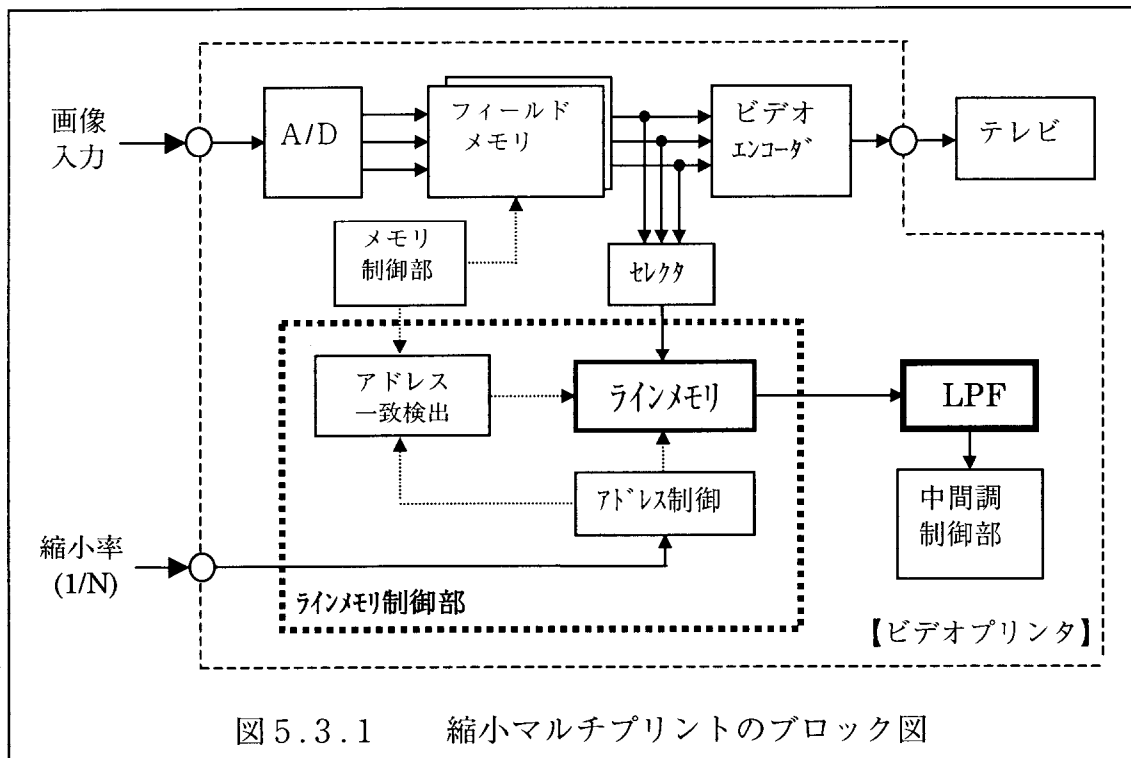 画像
入力
A/D
フィールド
メモリ
ビデオ
エンコーダ
テレビ
メモリ
制御部
セレクタ
アドレス
一致検出
ラインメモリ
LPF
アドレス制御
中間調
制御部
縮小率
(1/N)
ラインメモリ制御部
【ビデオプリンタ】
図5.3.1 縮小マルチプリントのブロック図